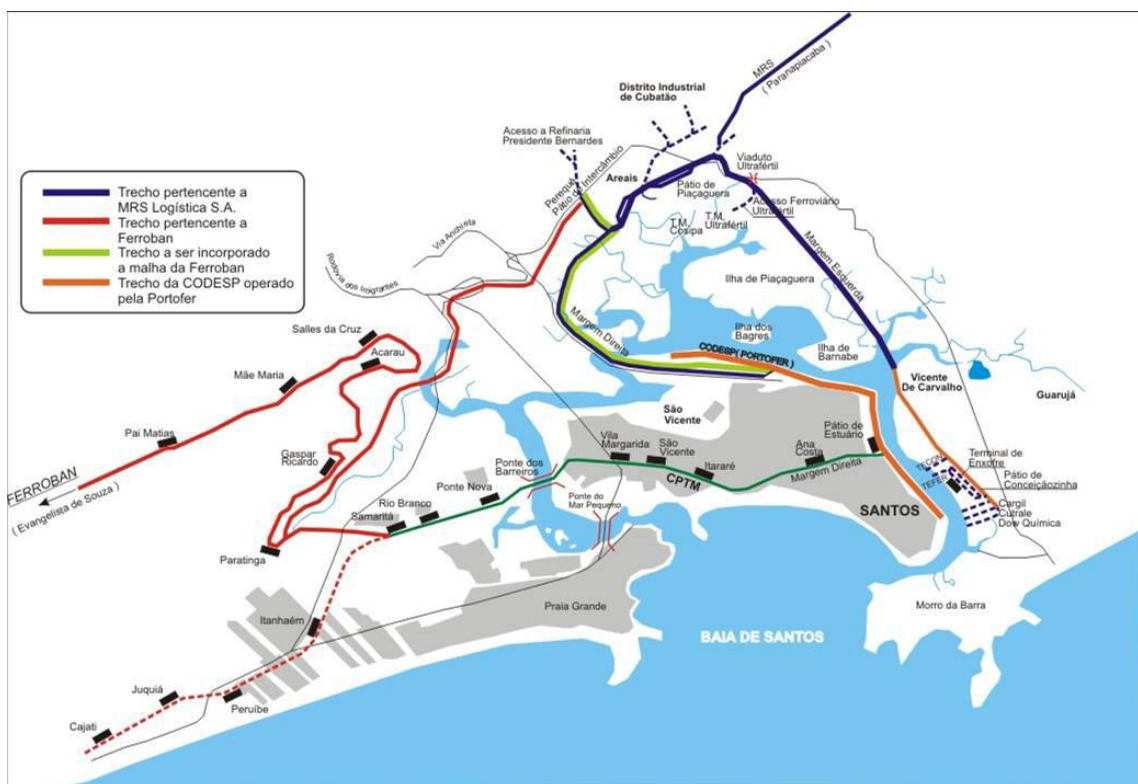 MRS
( Paranapiacaba )
Distrito Industrial
de Cubatão
Acesso a Refinaria
Presidente Bernardes
Viaduto
Ultrafértil
Perequê
Pátio de Intercâmbio
Areais
Pátio de
Piaçaguera
Acesso Ferroviário
Ultrafértil
T.M.
Cosipa
T.M.
Ultrafértil
Trecho pertencente a
MRS Logística S.A.
Trecho pertencente a
Ferroban
Trecho a ser incorporado
a malha da Ferroban
Trecho da CODESP operado
pela Portofer
Via Anchieta
Rodovia dos Imigrantes
Margem Esquerda
Ilha de Piaçaguera
Margem Direita
Ilha dos
Bagres
Ilha de
Barnabe
CODESP( PORTOFER )
Salles da Cruz
Acarau
Mãe Maria
Pai Matias
Gaspar
Ricardo
FERROBAN
( Evangelista de Souza )
Paratinga
Vicente
De Carvalho
Guarujá
São
Vicente
Vila
Margarida
São
Vicente
Itararé
Ana
Costa
Pátio de
Estuário
Margem Direita
CPTM
Ponte dos
Barreiros
Ponte Nova
Rio Branco
Samaritá
Ponte do
Mar Pequeno
Terminal de
Enxofre
TECON
TEFER
Pátio de
Conceiçãozinha
Cargil
Cutrale
Dow Química
SANTOS
Praia Grande
Morro da Barra
BAIA DE SANTOS
Itanhaém
Juquiá
Peruíbe
Cajati